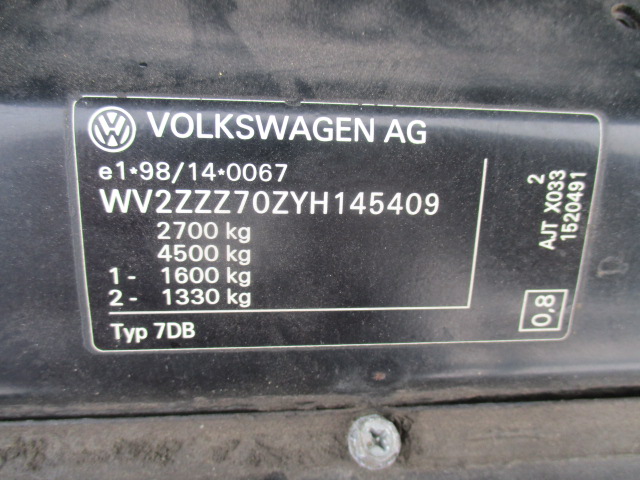 VOLKSWAGEN AG
e1*98/14*0067
WV2ZZZ70ZYH145409
2700 kg
4500 kg
1- 1600 kg
2- 1330 kg
Typ 7DB
2
AJT X033
1520491
0,8